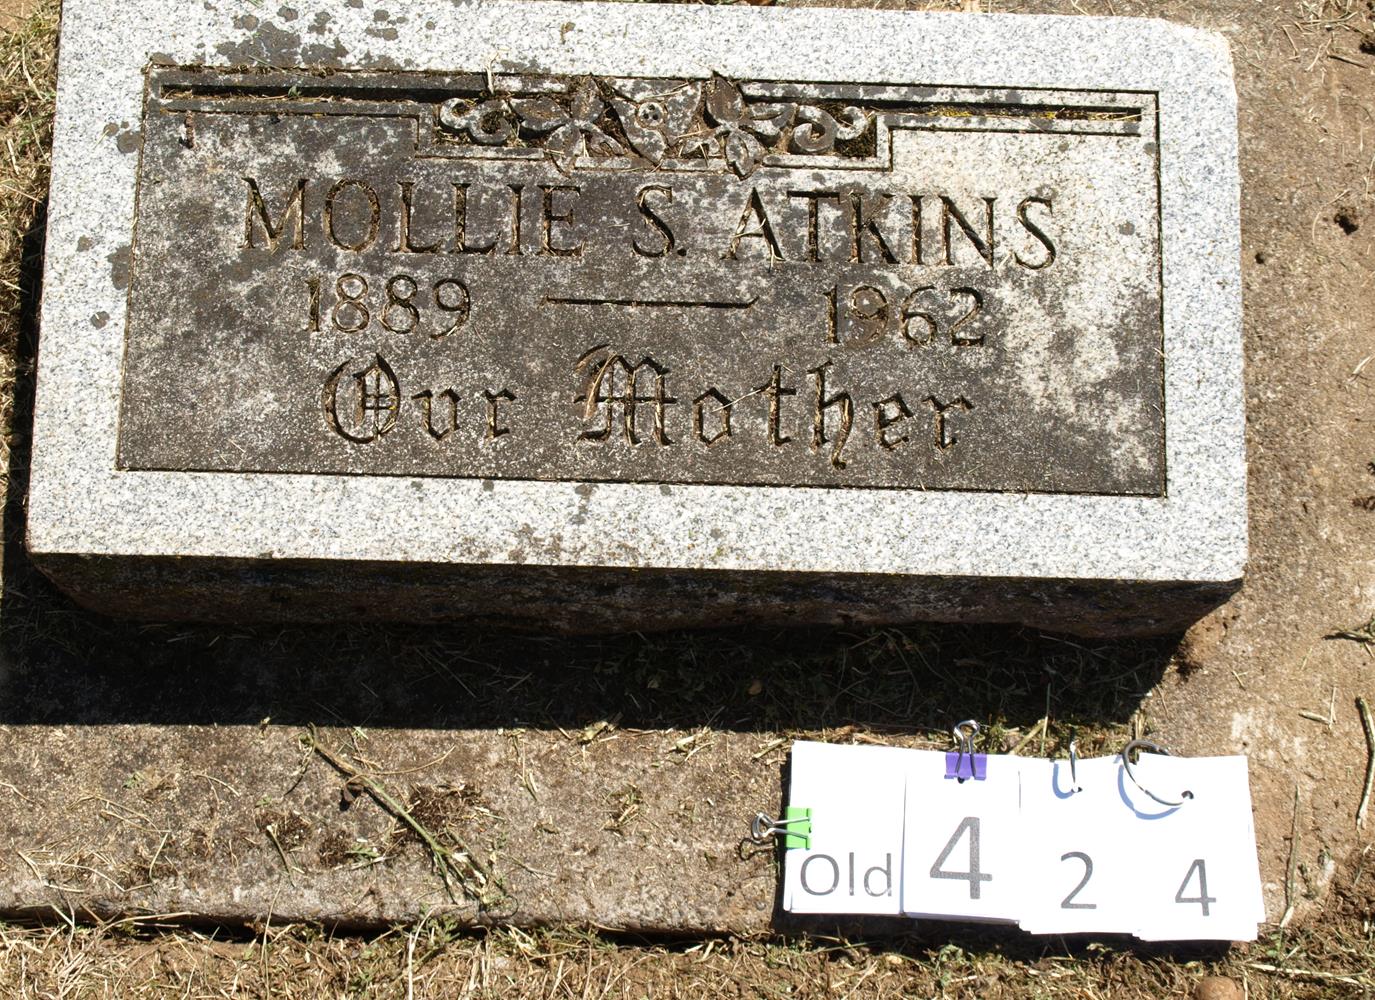 MOLLIE S. ATKINS
1889 — 1962
Our Mother
Old 4 2 4